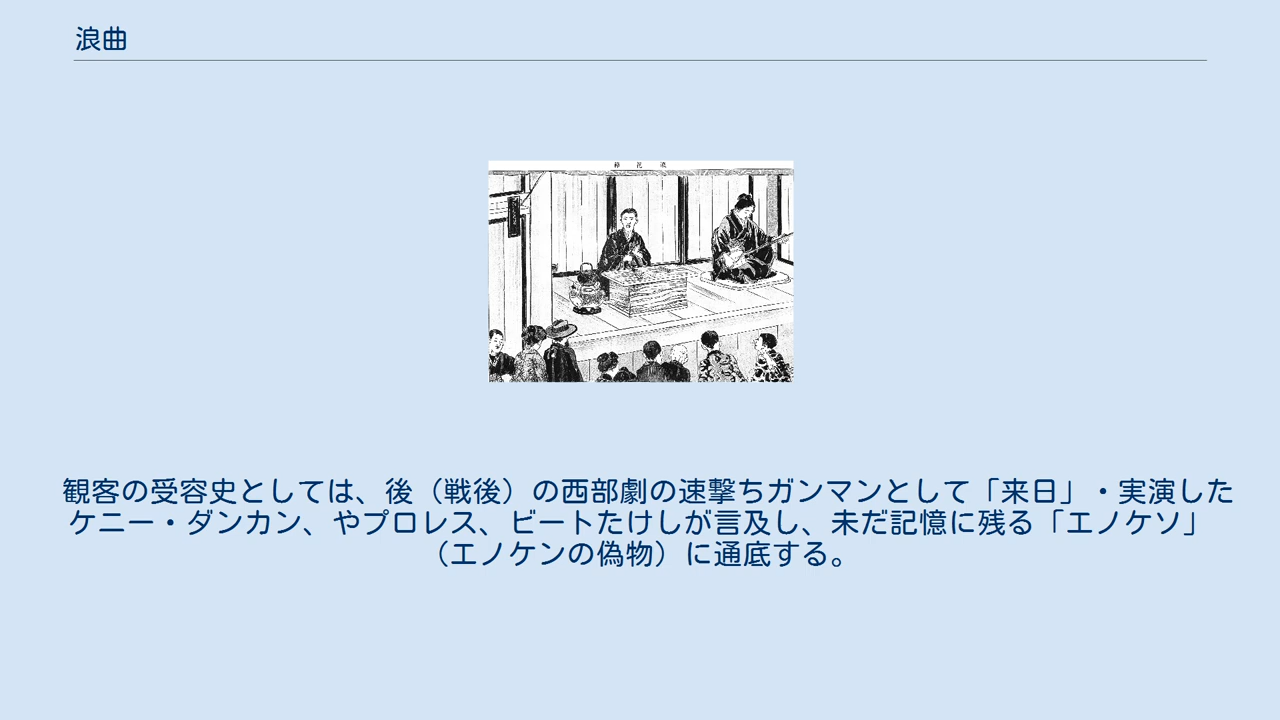 浪曲
観客の受容史としては、後（戦後）の西部劇の速撃ちガンマンとして「来日」・実演した
ケニー・ダンカン、やプロレス、ビートたけしが言及し、未だ記憶に残る「エノケソ」
（エノケンの偽物）に通底する。